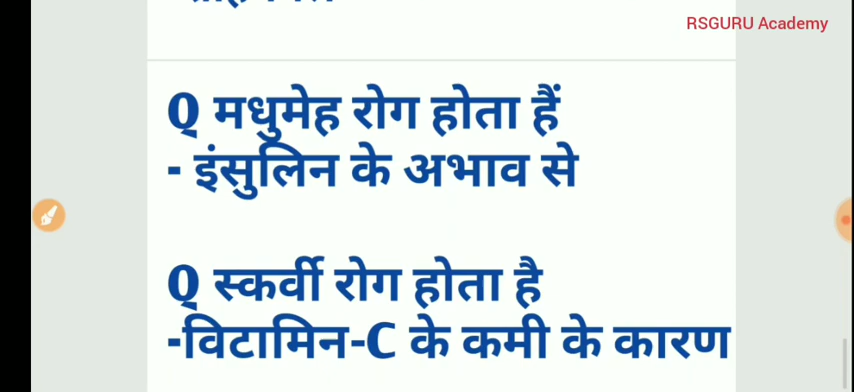 RSGURU Academy
Q मधुमेह रोग होता हैं
- इंसुलिन के अभाव से
Q स्कर्वी रोग होता है
-विटामिन-C के कमी के कारण